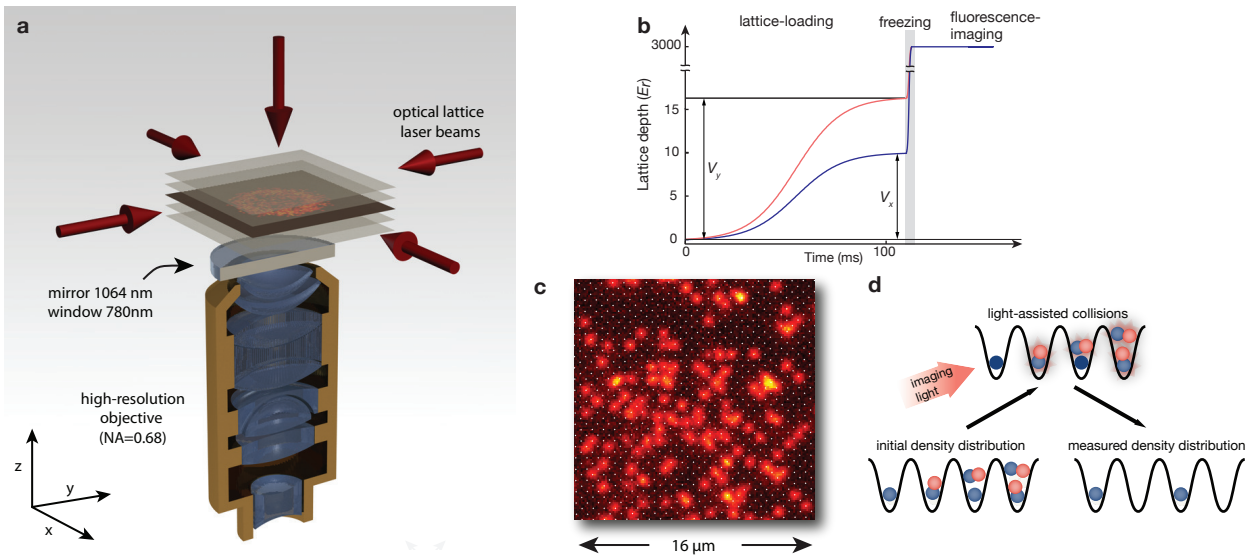 a
optical lattice
laser beams
mirror 1064 nm
window 780nm
high-resolution
objective
(NA=0.68)
z
y
x
b
lattice-loading
freezing
fluorescence-
imaging
Lattice depth (Er)
3000
15
10
5
0
Vy
Vx
0
100
Time (ms)
c
16 µm
d
light-assisted collisions
imaging
light
initial density distribution
measured density distribution